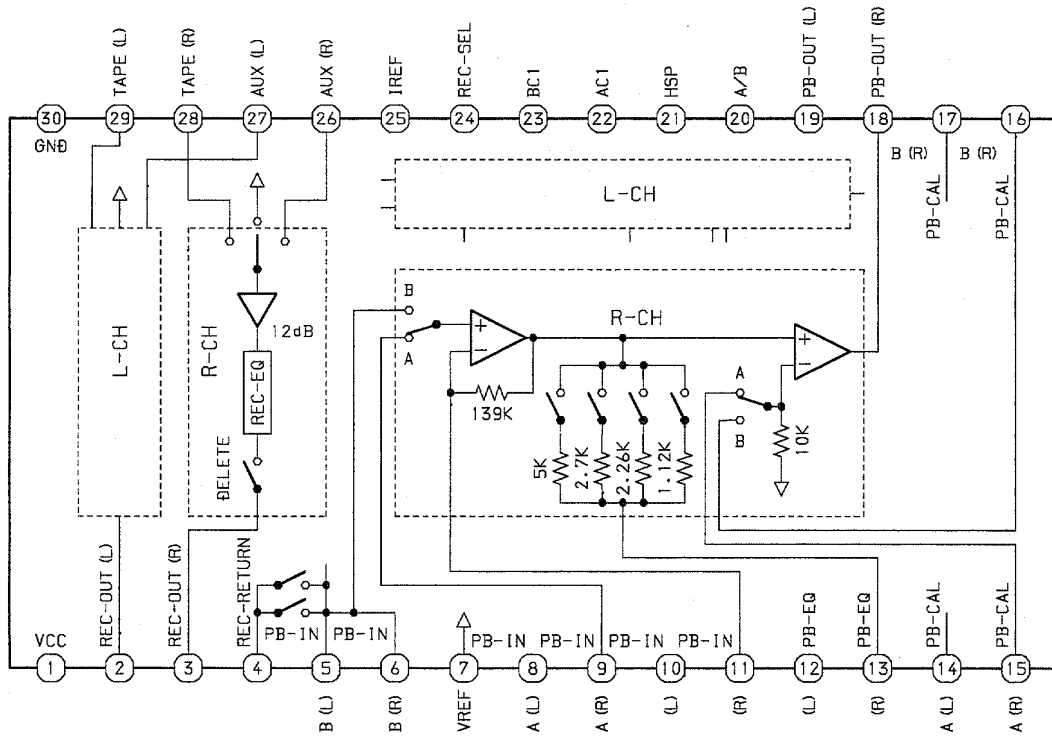 TAPE (L)
TAPE (R)
AUX (L)
AUX (R)
IREF
REC-SEL
BC1
AC1
HSP
A/B
PB-OUT (L)
PB-OUT (R)
30
29
28
27
26
25
24
23
22
21
20
19
18
17
16
GND
B (R)
B (R)
PB-CAL
PB-CAL
L-CH
L-CH
R-CH
12dB
REC-EQ
DELETE
B
A
+
−
139K
R-CH
5K
2.7K
2.26K
1.12K
A
B
+
−
10K
VCC
REC-OUT (L)
REC-OUT (R)
REC-RETURN
PB-IN
PB-IN
PB-IN
PB-IN
PB-IN
PB-IN
PB-EQ
PB-EQ
PB-CAL
PB-CAL
1
2
3
4
5
6
7
8
9
10
11
12
13
14
15
B (L)
B (R)
VREF
A (L)
A (R)
(L)
(R)
(L)
(R)
A (L)
A (R)